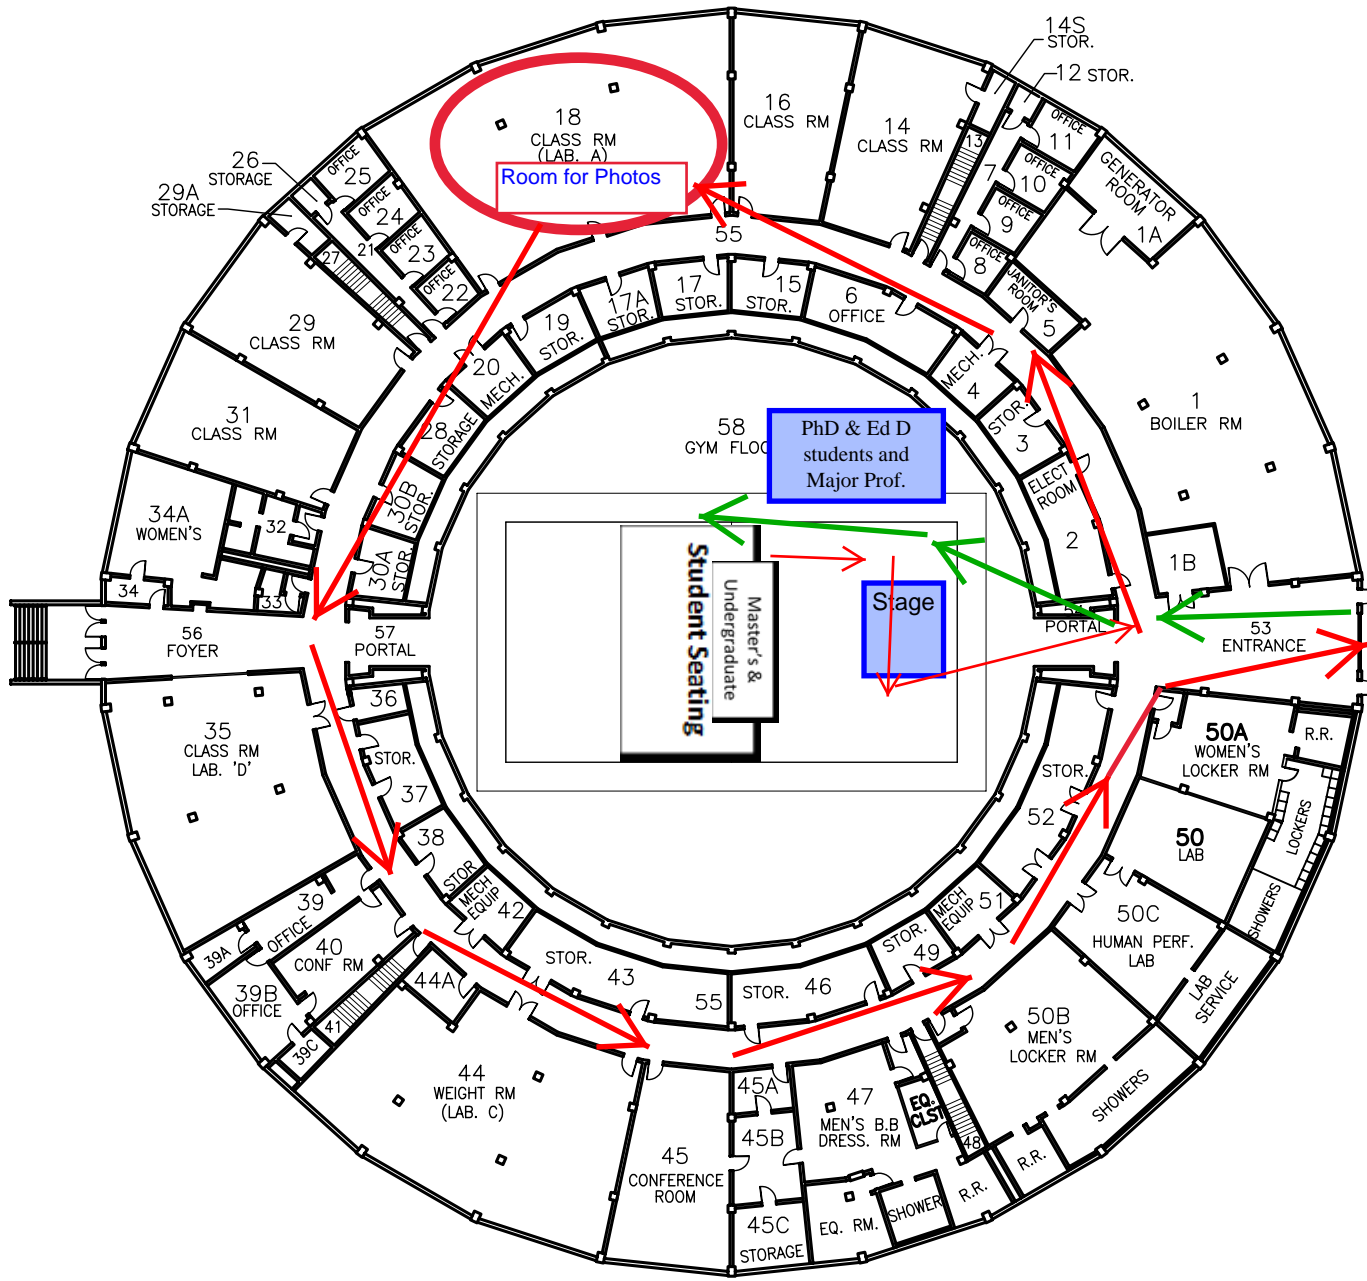 14S
STOR.
12 STOR.
18
CLASS RM
(LAB. A)
Room for Photos
16
CLASS RM
14
CLASS RM
13
7
OFFICE
11
OFFICE
10
OFFICE
9
OFFICE
8
GENERATOR
ROOM
1A
JANITOR'S
ROOM
5
26
STORAGE
29A
STORAGE
OFFICE
25
OFFICE
24
OFFICE
23
OFFICE
22
21
27
29
CLASS RM
31
CLASS RM
55
17
STOR.
15
STOR.
17A
STOR.
19
STOR.
20
MECH.
6
OFFICE
MECH.
4
STOR.
3
ELECT
ROOM
2
1
BOILER RM
1B
28
STORAGE
30B
STOR.
30A
STOR.
34A
WOMEN'S
32
34
33
58
GYM FLOO
PhD & Ed D
students and
Major Prof.
Student Seating
Master's &
Undergraduate
Stage
56
FOYER
57
PORTAL
PORTAL
53
ENTRANCE
35
CLASS RM
LAB. 'D'
36
STOR.
37
38
STOR
MECH
EQUIP
42
STOR.
43
55
STOR.
46
STOR.
49
MECH
EQUIP
51
STOR.
52
50A
WOMEN'S
LOCKER RM
R.R.
LOCKERS
50
LAB
SHOWERS
50C
HUMAN PERF.
LAB
LAB
SERVICE
50B
MEN'S
LOCKER RM
SHOWERS
39
OFFICE
39A
39B
OFFICE
40
CONF RM
41
39C
44A
44
WEIGHT RM
(LAB. C)
45
CONFERENCE
ROOM
45A
45B
45C
STORAGE
47
MEN'S B.B
DRESS. RM
EQ.
CLST
48
EQ. RM.
SHOWER
R.R.
R.R.